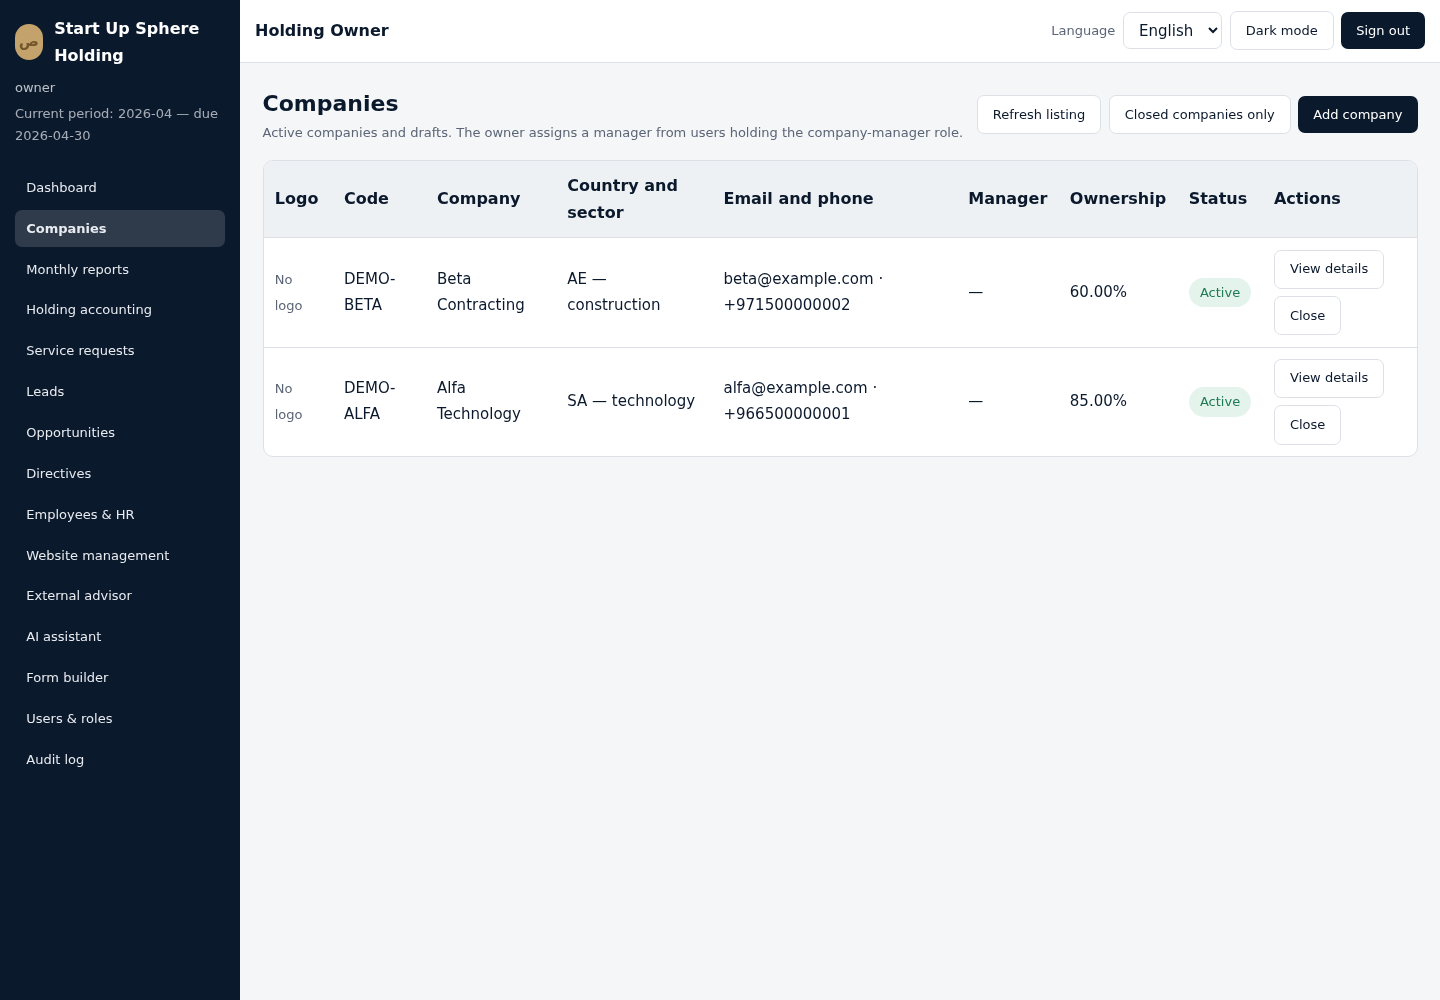 ص
Start Up Sphere
Holding
owner
Current period: 2026-04 — due
2026-04-30
Dashboard
Companies
Monthly reports
Holding accounting
Service requests
Leads
Opportunities
Directives
Employees & HR
Website management
External advisor
AI assistant
Form builder
Users & roles
Audit log
Holding Owner
Language
English
Dark mode
Sign out
Companies
Active companies and drafts. The owner assigns a manager from users holding the company-manager role.
Refresh listing
Closed companies only
Add company
Logo
Code
Company
Country and
sector
Email and phone
Manager
Ownership
Status
Actions
No
logo
DEMO-
BETA
Beta
Contracting
AE —
construction
beta@example.com ·
+971500000002
—
60.00%
Active
View details
Close
No
logo
DEMO-
ALFA
Alfa
Technology
SA — technology
alfa@example.com ·
+966500000001
—
85.00%
Active
View details
Close